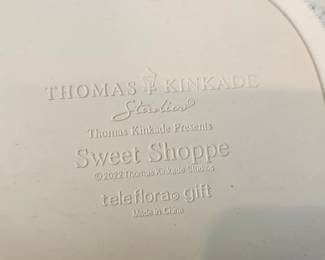 THOMAS KINKADE
Studios
Thomas Kinkade Presents
Sweet Shoppe
© 2022 Thomas Kinkade Studios
teleflora® gift
Made in China